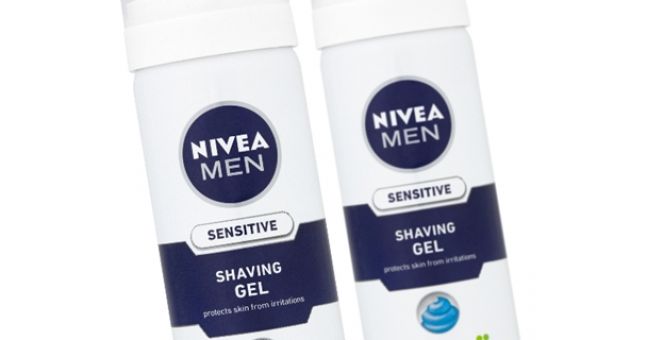 NIVEA
MEN
SENSITIVE
SHAVING
GEL
protects skin from irritations
NIVEA
MEN
SENSITIVE
SHAVING
GEL
protects skin from irritations